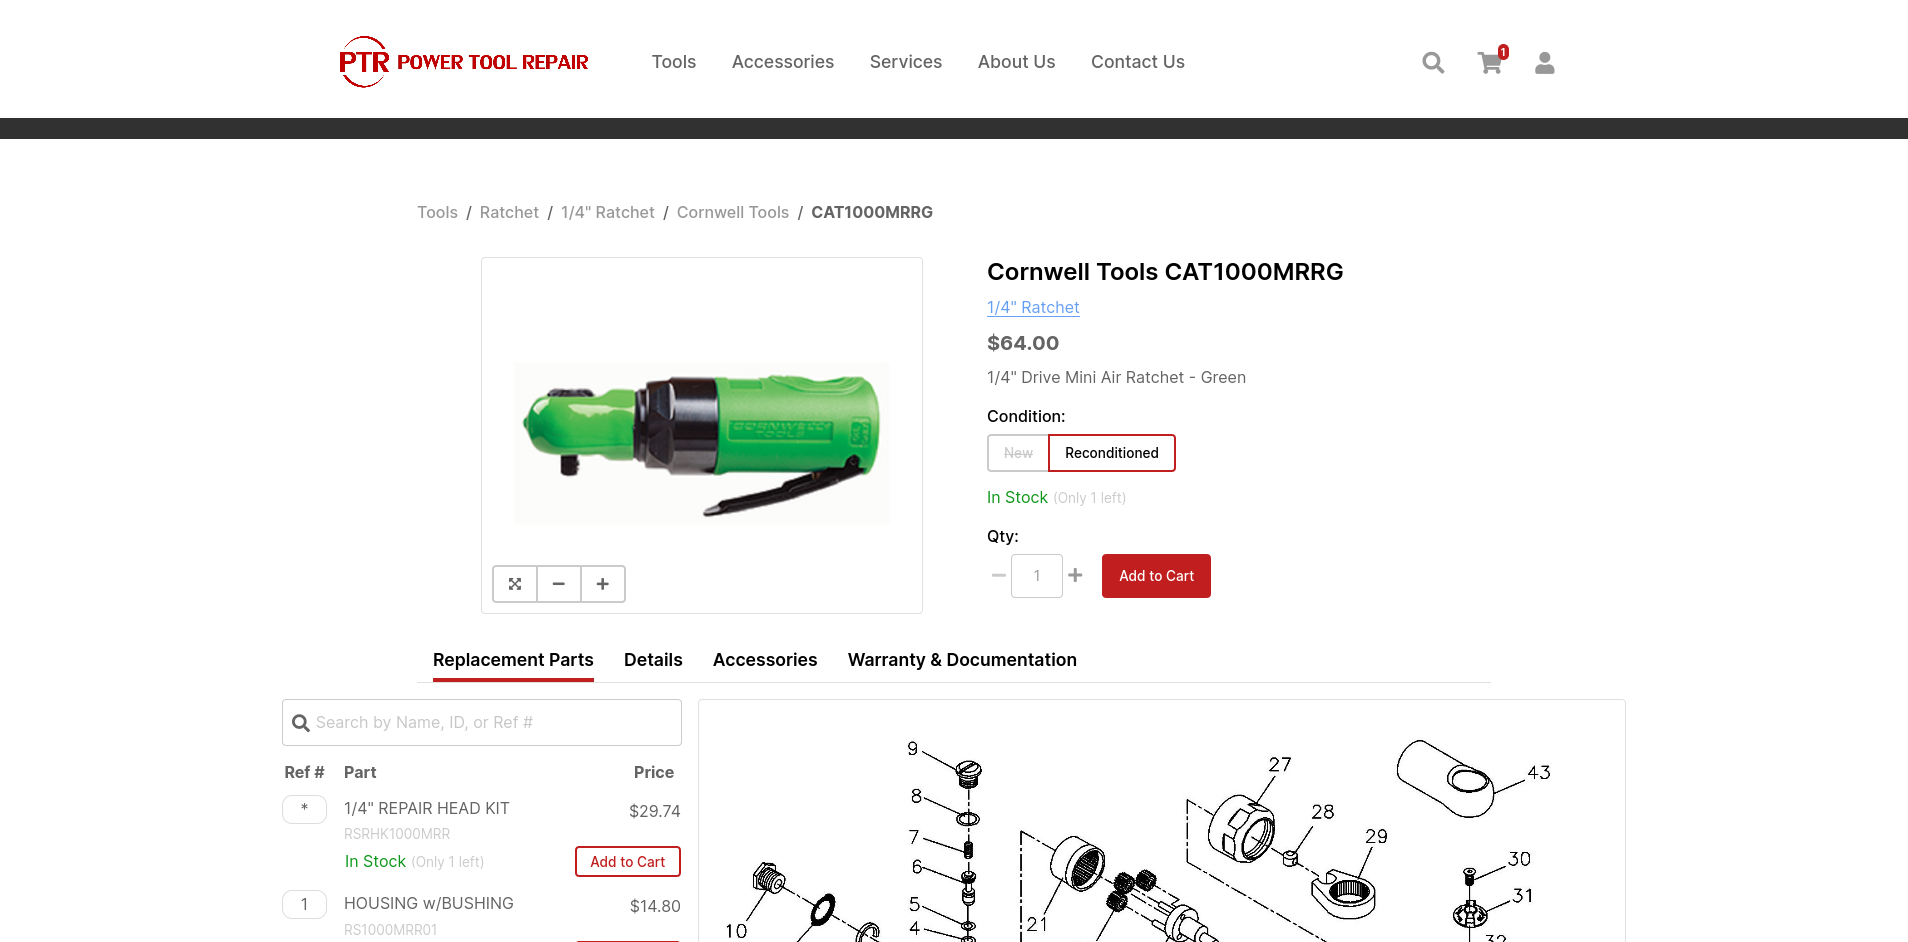 PTR POWER TOOL REPAIR
Tools Accessories Services About Us Contact Us
1
Tools / Ratchet / 1/4" Ratchet / Cornwell Tools / CAT1000MRRG
CORNWELL
TOOLS
Cornwell Tools CAT1000MRRG
1/4" Ratchet
$64.00
1/4" Drive Mini Air Ratchet - Green
Condition:
New Reconditioned
In Stock (Only 1 left)
Qty:
1 Add to Cart
Replacement Parts Details Accessories Warranty & Documentation
Search by Name, ID, or Ref #
Ref # Part Price
* 1/4" REPAIR HEAD KIT $29.74
RSRHK1000MRR
In Stock (Only 1 left) Add to Cart
1 HOUSING w/BUSHING $14.80
RS1000MRR01
9
8
7
6
5
4
10
21
27
28
29
43
30
31
32